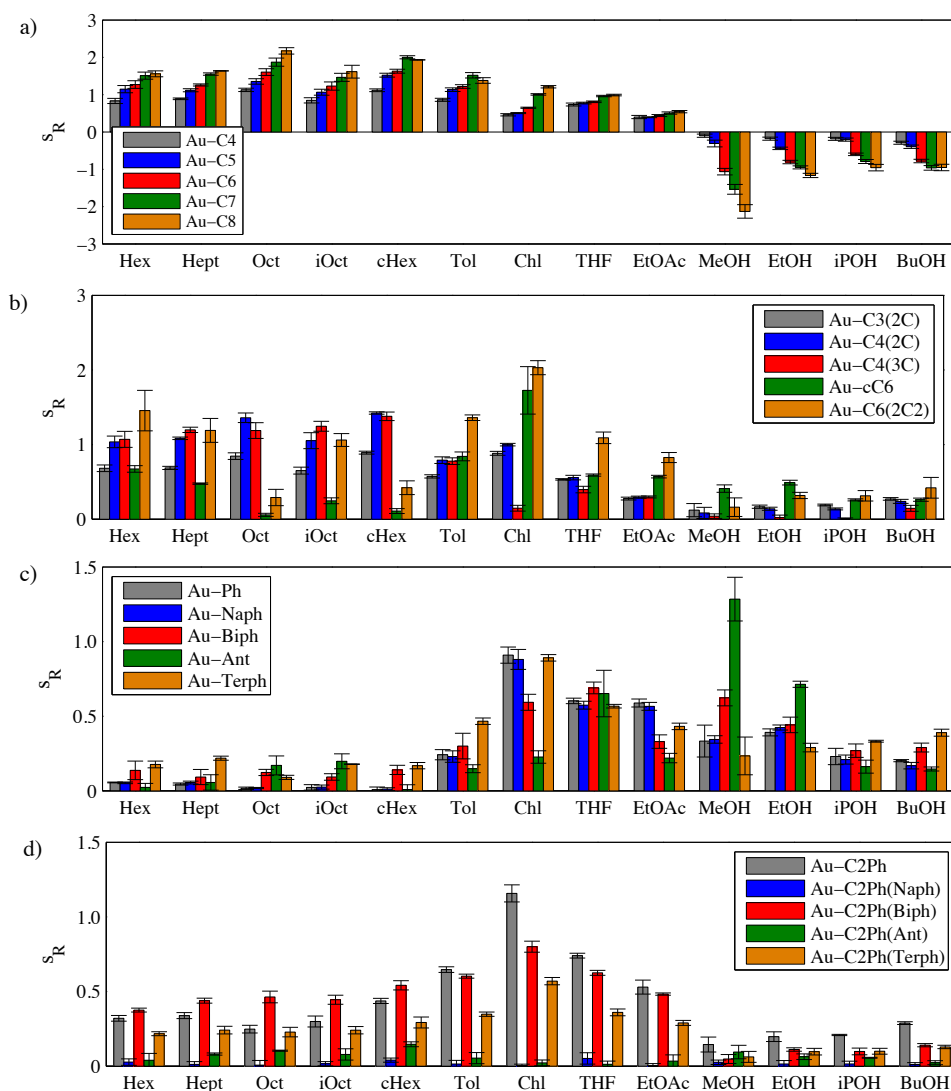 a)
3
2
1
0
−1
−2
−3
s_R
Au−C4
Au−C5
Au−C6
Au−C7
Au−C8
Hex Hept Oct iOct cHex Tol Chl THF EtOAc MeOH EtOH iPOH BuOH
b)
3
2
1
0
s_R
Au−C3(2C)
Au−C4(2C)
Au−C4(3C)
Au−cC6
Au−C6(2C2)
Hex Hept Oct iOct cHex Tol Chl THF EtOAc MeOH EtOH iPOH BuOH
c)
1.5
1.0
0.5
0
s_R
Au−Ph
Au−Naph
Au−Biph
Au−Ant
Au−Terph
Hex Hept Oct iOct cHex Tol Chl THF EtOAc MeOH EtOH iPOH BuOH
d)
1.5
1.0
0.5
0
s_R
Au−C2Ph
Au−C2Ph(Naph)
Au−C2Ph(Biph)
Au−C2Ph(Ant)
Au−C2Ph(Terph)
Hex Hept Oct iOct cHex Tol Chl THF EtOAc MeOH EtOH iPOH BuOH